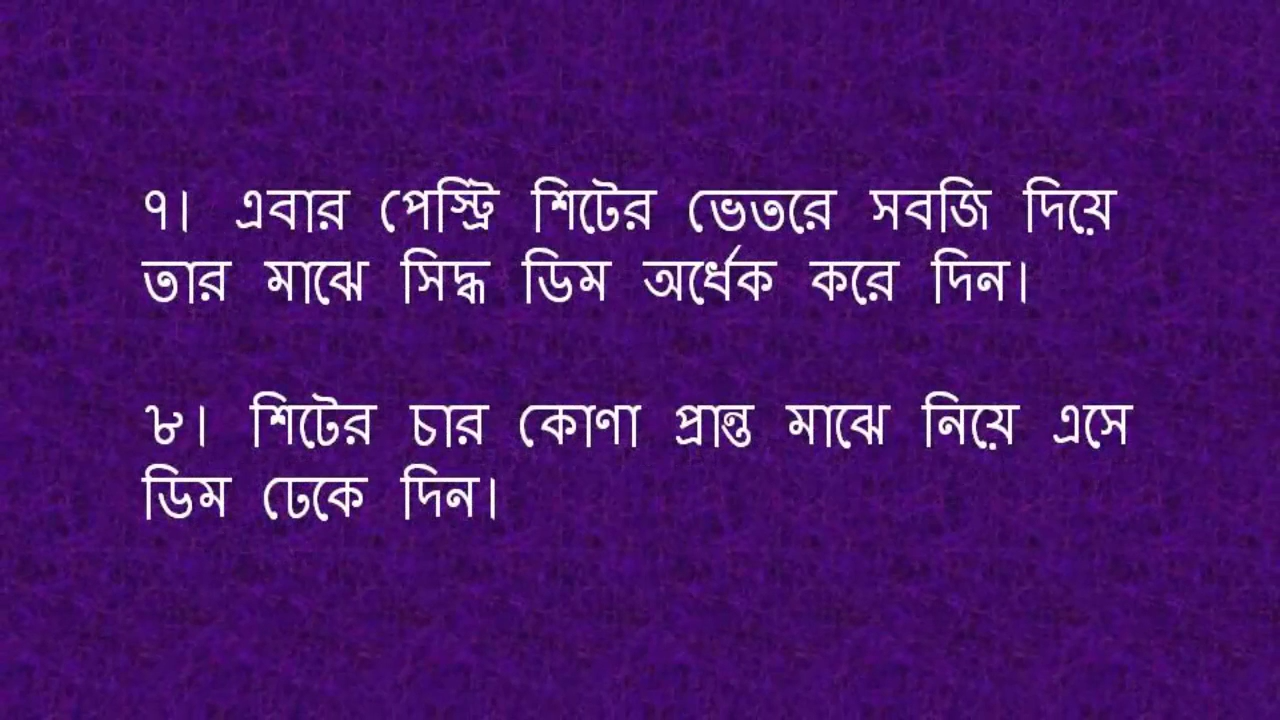 ৭। এবার পেস্ট্রি শিটের ভেতরে সবজি দিয়ে
তার মাঝে সিদ্ধ ডিম অর্ধেক করে দিন।
৮। শিটের চার কোণা প্রান্ত মাঝে নিয়ে এসে
ডিম ঢেকে দিন।